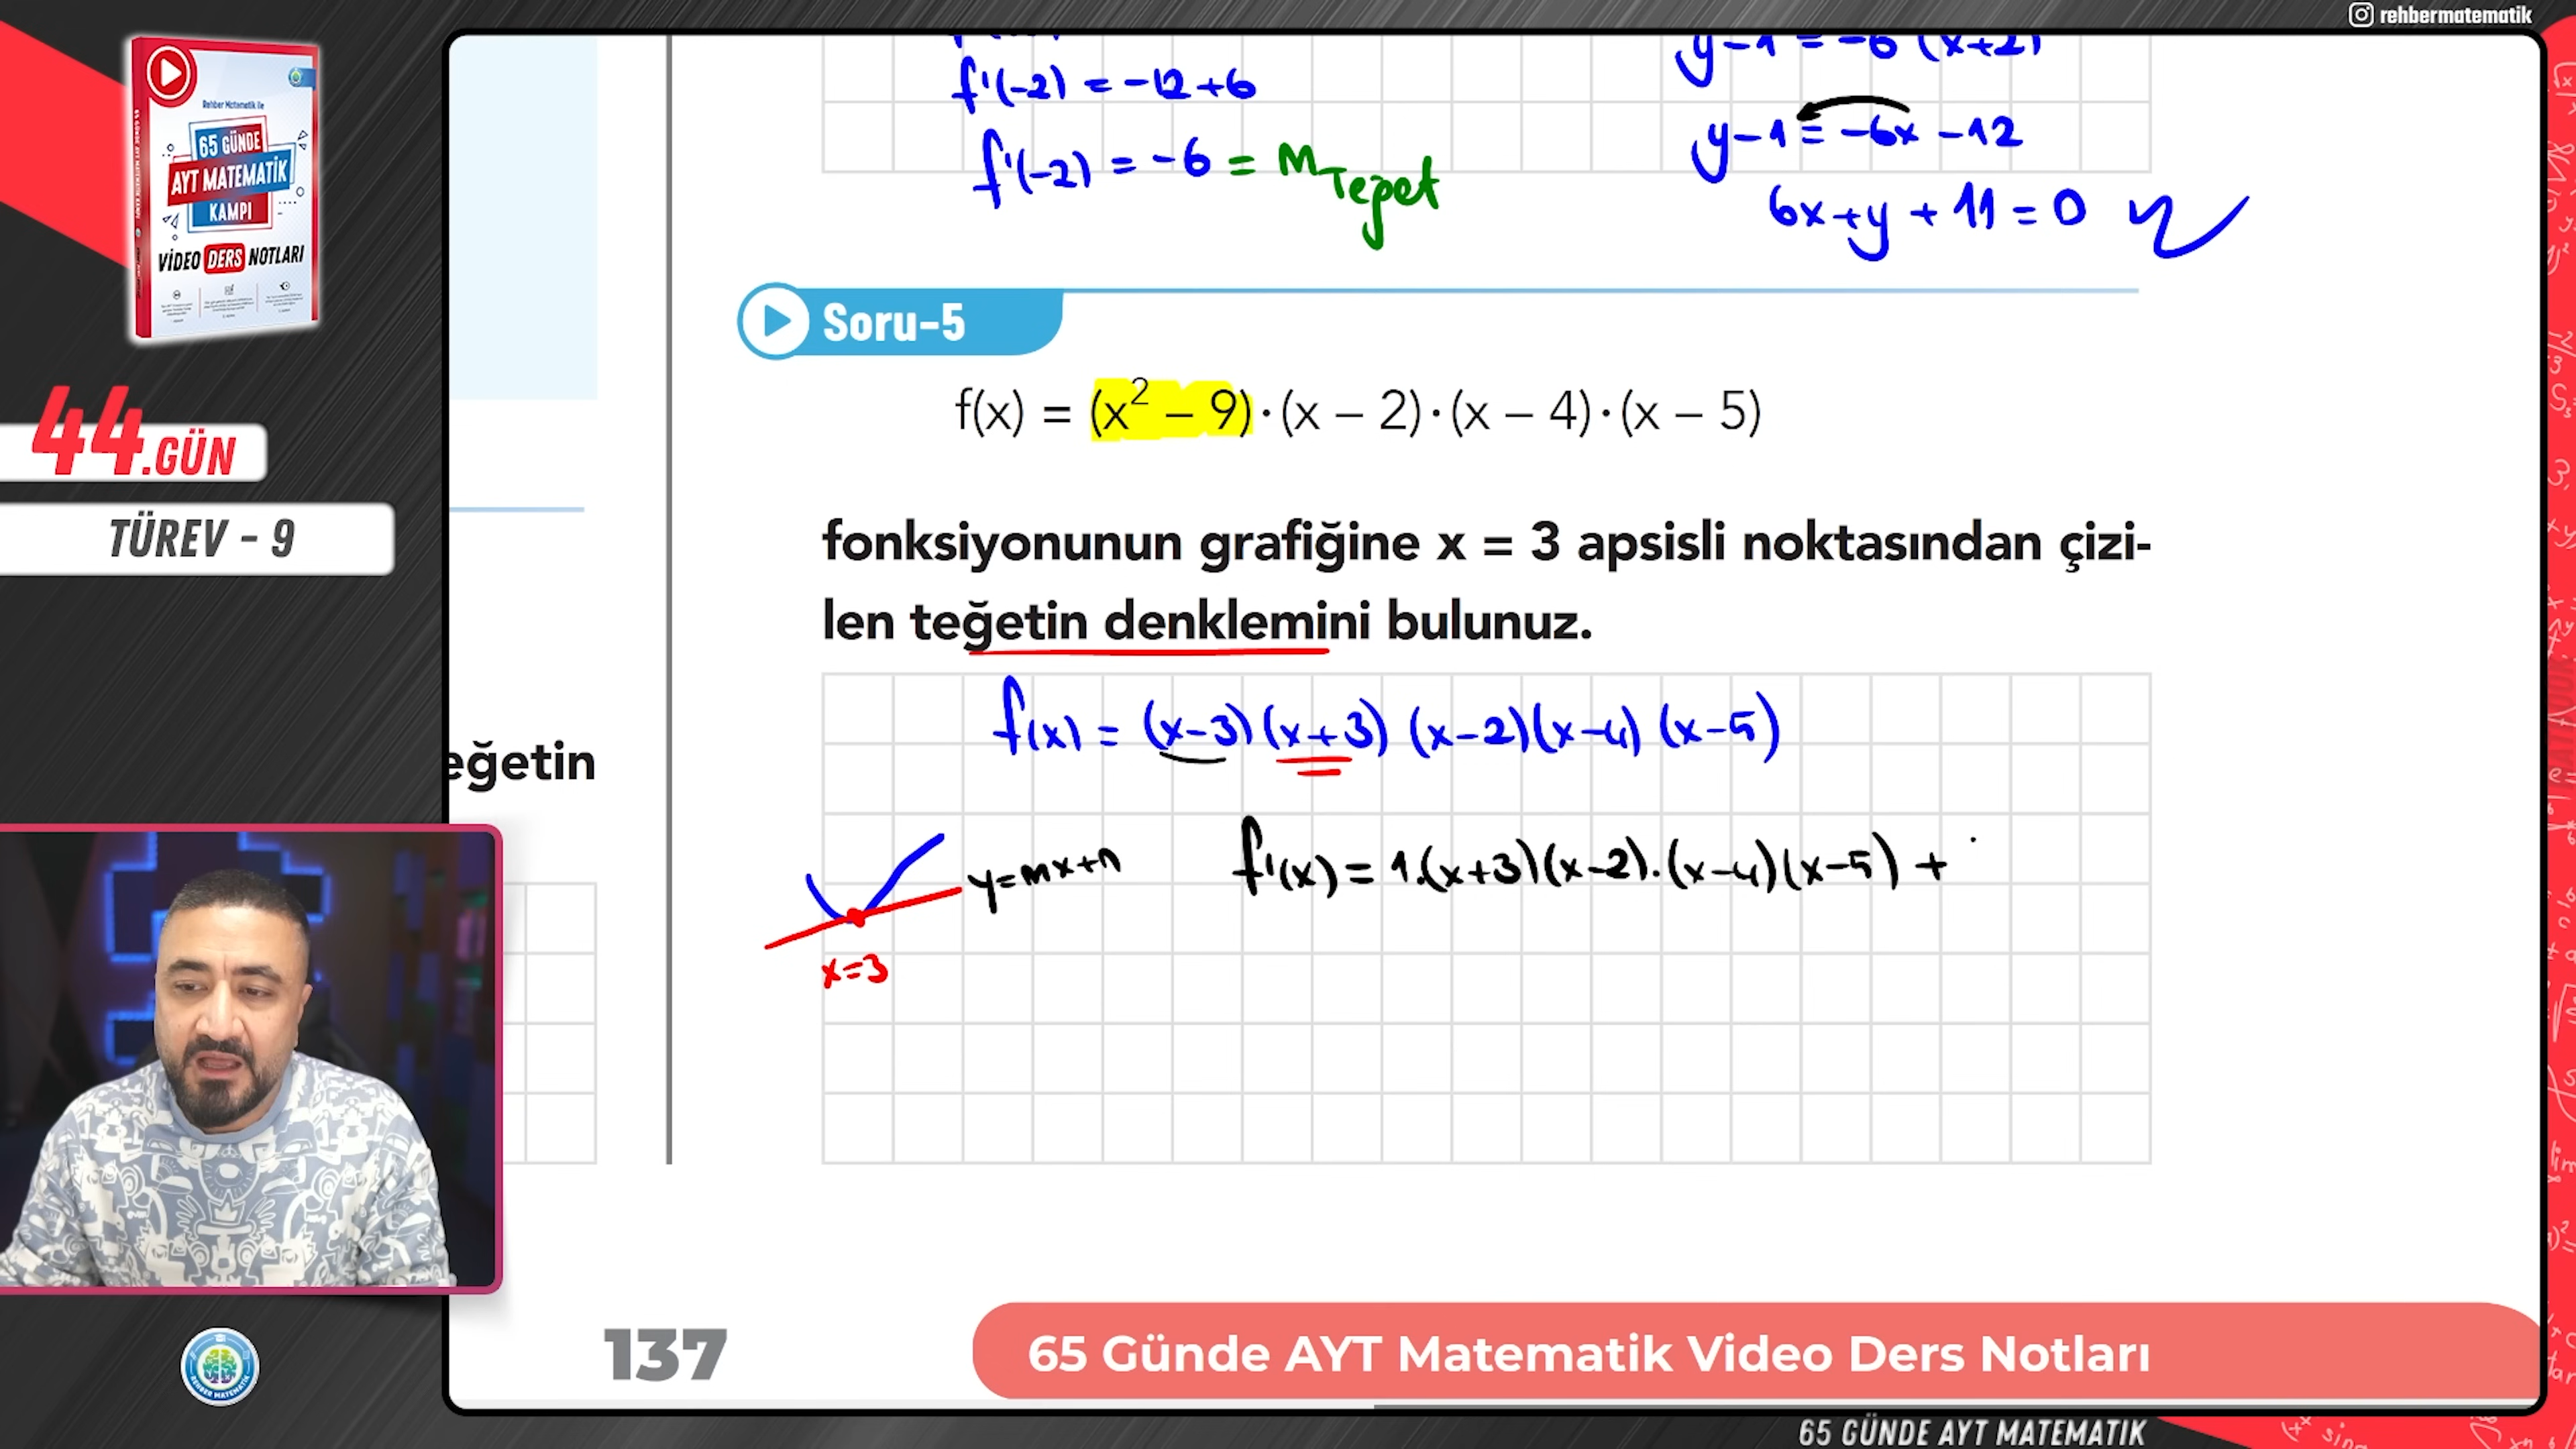 rehbermatematik
Rehber Matematik ile
65 GÜNDE
AYT MATEMATİK
KAMPI
VİDEO DERS NOTLARI
44.GÜN
TÜREV - 9
f'(-2) = -12+6
f'(-2) = -6 = mTeğet
y-1 = -6 (x+2)
y-1 = -6x -12
6x+y+11=0
Soru-5
f(x) = (x² – 9)·(x – 2)·(x – 4)·(x – 5)
fonksiyonunun grafiğine x = 3 apsisli noktasından çizi-
len teğetin denklemini bulunuz.
f(x) = (x-3)(x+3)(x-2)(x-4)(x-5)
y=mx+n
f'(x) = 1.(x+3)(x-2).(x-4)(x-5) +
x=3
eğetin
REHBER MATEMATİK
137
65 Günde AYT Matematik Video Ders Notları
65 GÜNDE AYT MATEMATİK